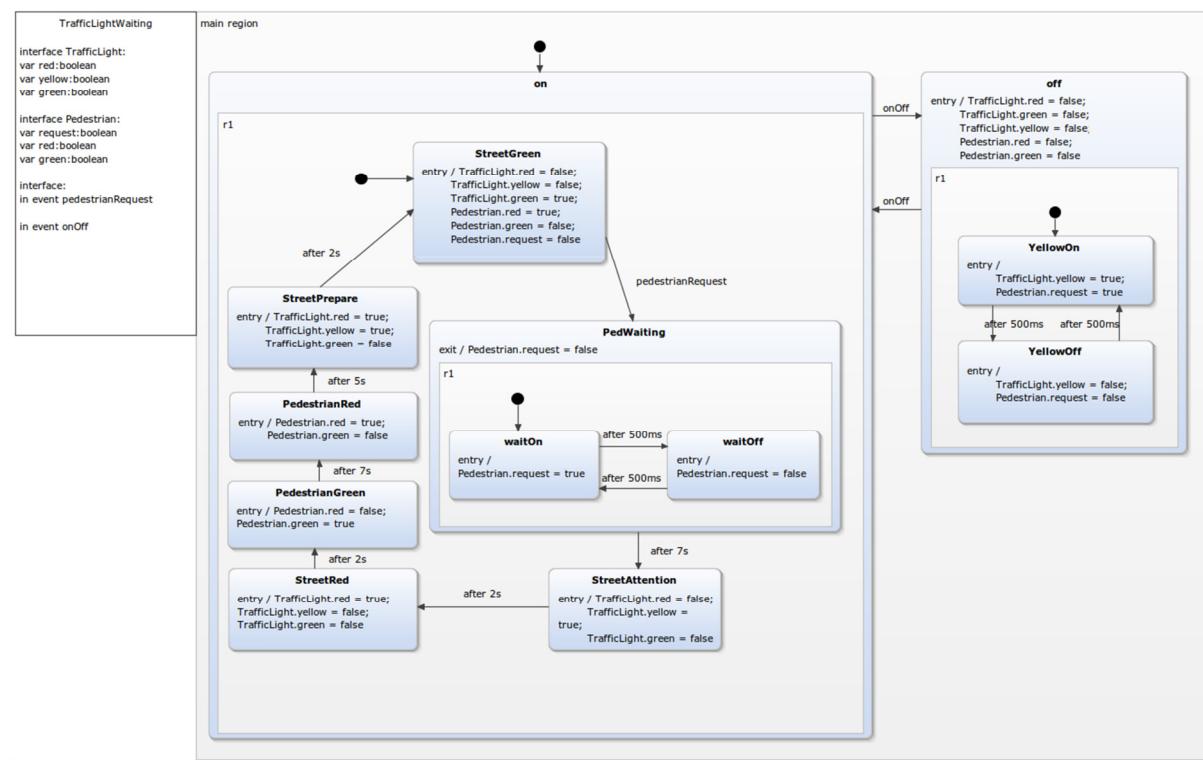 TrafficLightWaiting
interface TrafficLight:
var red:boolean
var yellow:boolean
var green:boolean
interface Pedestrian:
var request:boolean
var red:boolean
var green:boolean
interface:
in event pedestrianRequest
in event onOff
main region
on
r1
StreetGreen
entry / TrafficLight.red = false;
TrafficLight.yellow = false;
TrafficLight.green = true;
Pedestrian.red = true;
Pedestrian.green = false;
Pedestrian.request = false
after 2s
pedestrianRequest
StreetPrepare
entry / TrafficLight.red = true;
TrafficLight.yellow = true;
TrafficLight.green = false
after 5s
PedestrianRed
entry / Pedestrian.red = true;
Pedestrian.green = false
after 7s
PedestrianGreen
entry / Pedestrian.red = false;
Pedestrian.green = true
after 2s
StreetRed
entry / TrafficLight.red = true;
TrafficLight.yellow = false;
TrafficLight.green = false
PedWaiting
exit / Pedestrian.request = false
r1
waitOn
entry /
Pedestrian.request = true
after 500ms
after 500ms
waitOff
entry /
Pedestrian.request = false
after 7s
StreetAttention
entry / TrafficLight.red = false;
TrafficLight.yellow =
true;
TrafficLight.green = false
after 2s
onOff
onOff
off
entry / TrafficLight.red = false;
TrafficLight.green = false;
TrafficLight.yellow = false;
Pedestrian.red = false;
Pedestrian.green = false
r1
YellowOn
entry /
TrafficLight.yellow = true;
Pedestrian.request = true
after 500ms
after 500ms
YellowOff
entry /
TrafficLight.yellow = false;
Pedestrian.request = false